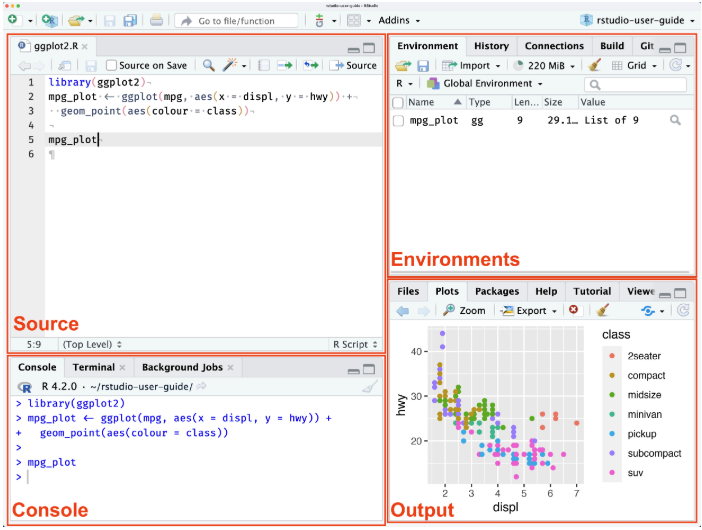 rstudio-user-guide - RStudio
Go to file/function
Addins
rstudio-user-guide
ggplot2.R
Source on Save
Source
1 library(ggplot2)¬
2 mpg_plot·←·ggplot(mpg,·aes(x·=·displ,·y·=·hwy))·+¬
3 ··geom_point(aes(colour·=·class))¬
4 ¬
5 mpg_plot¬
6 ¶
Source
5:9 (Top Level) R Script
Environment History Connections Build Git
Import 220 MiB Grid
R Global Environment
Name Type Len… Size Value
mpg_plot gg 9 29.1… List of 9
Environments
Console Terminal Background Jobs
R 4.2.0 · ~/rstudio-user-guide/
> library(ggplot2)
> mpg_plot ← ggplot(mpg, aes(x = displ, y = hwy)) +
+ geom_point(aes(colour = class))
>
> mpg_plot
>
Console
Files Plots Packages Help Tutorial Viewe
Zoom Export
class
2seater
compact
midsize
minivan
pickup
subcompact
suv
40
30
20
hwy
2 3 4 5 6 7
displ
Output